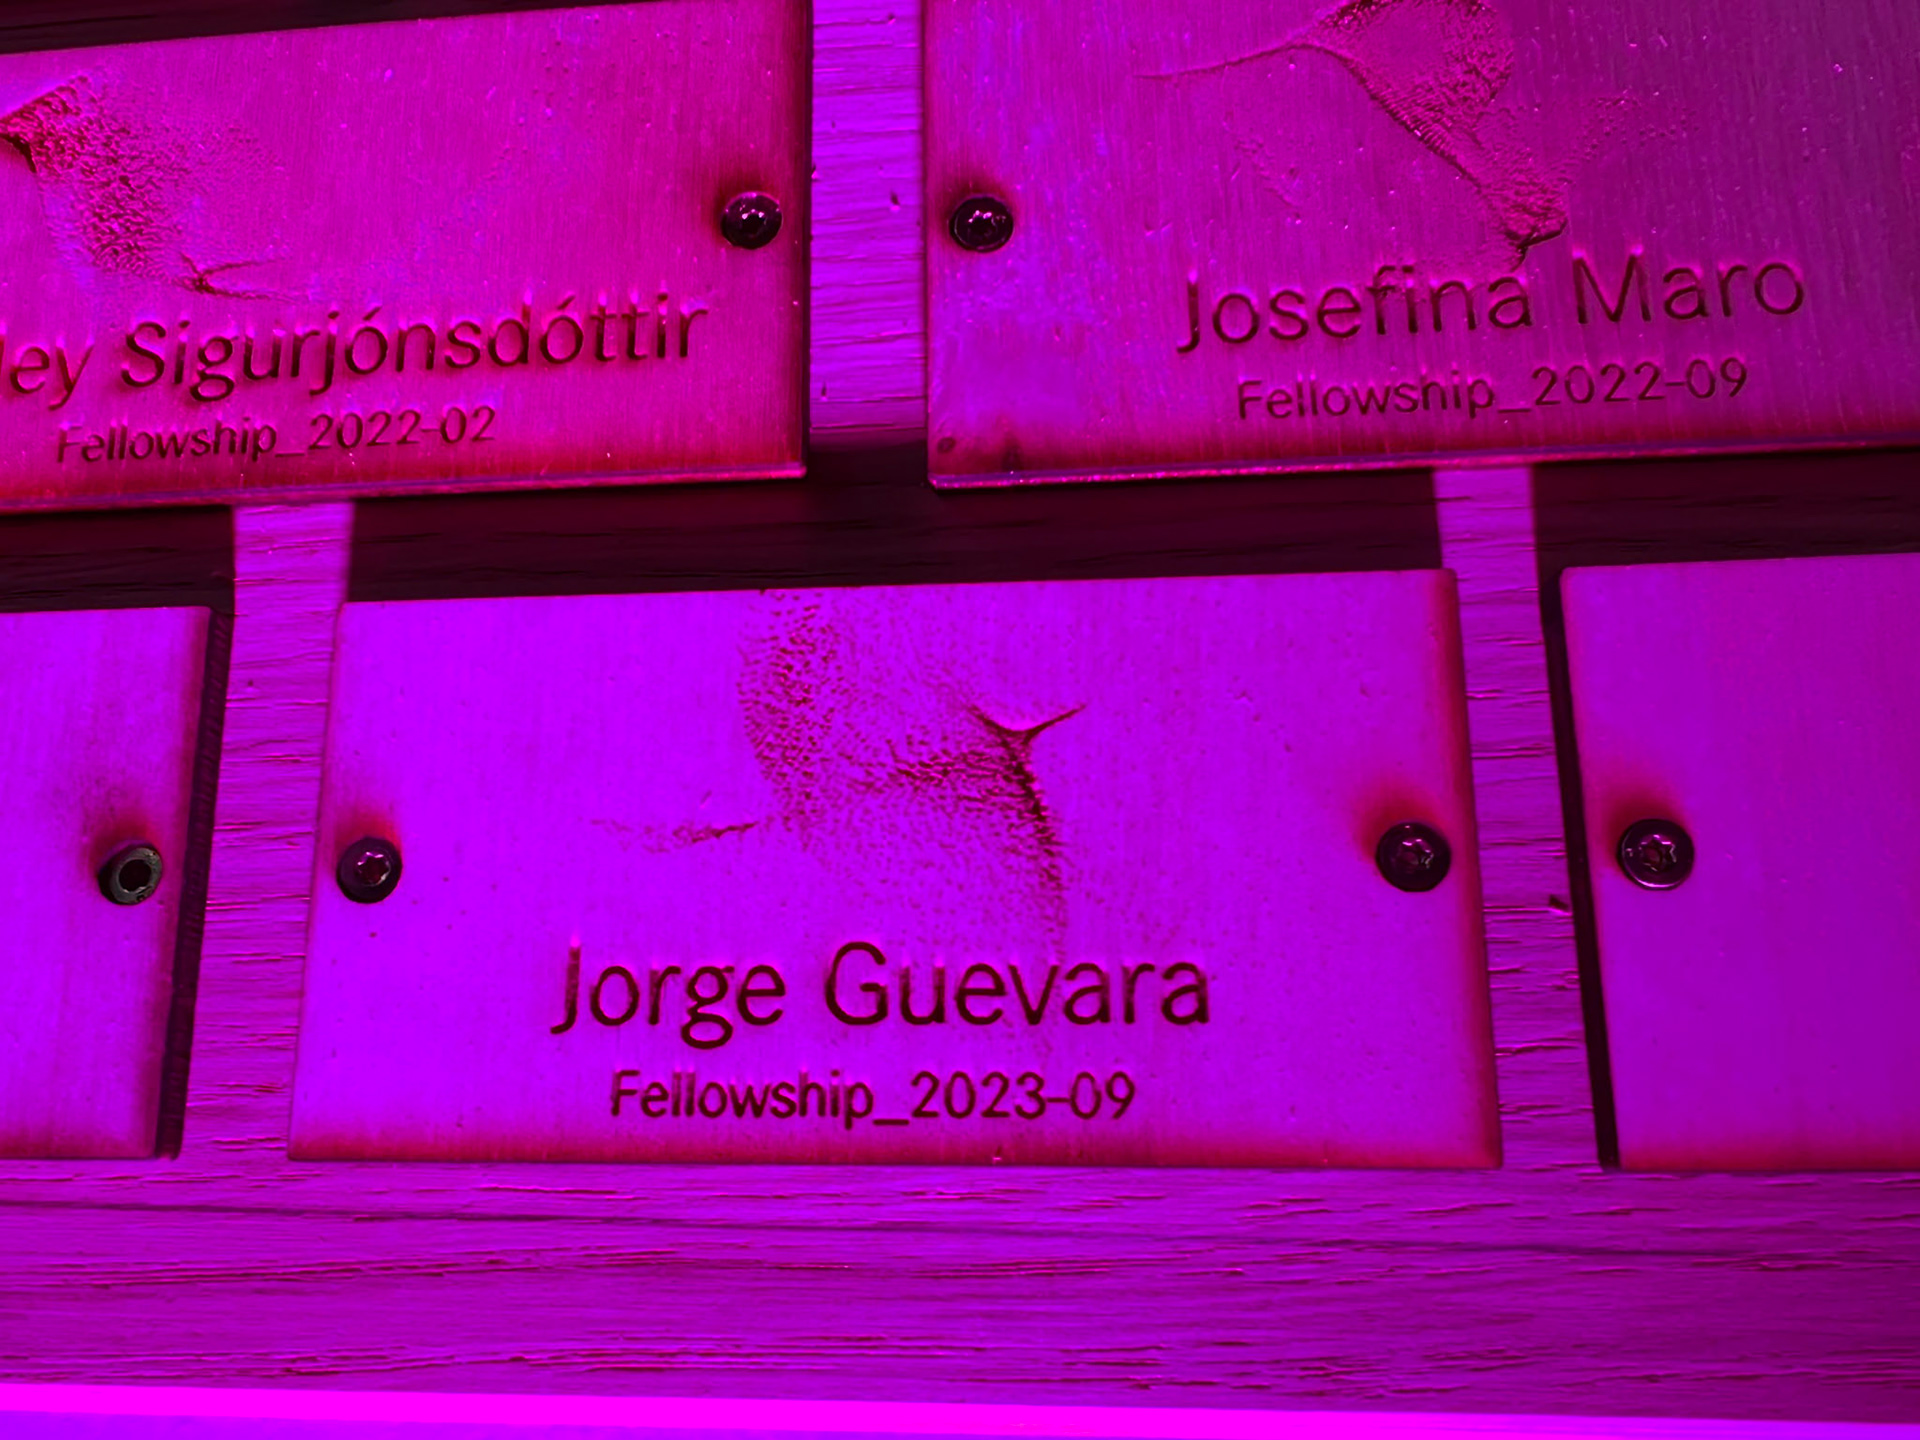 Sigurjónsdóttir
Fellowship_2022-02
Josefina Maro
Fellowship_2022-09
Jorge Guevara
Fellowship_2023-09